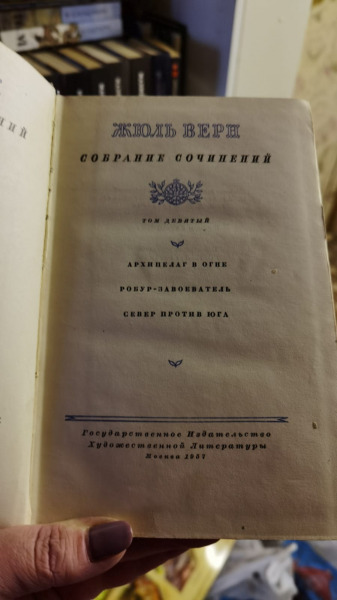 ЖЮЛЬ ВЕРН
СОБРАНИЕ СОЧИНЕНИЙ
ТОМ ДЕВЯТЫЙ
АРХИПЕЛАГ В ОГНЕ
РОБУР-ЗАВОЕВАТЕЛЬ
СЕВЕР ПРОТИВ ЮГА
Государственное Издательство
Художественной Литературы
Москва 1957